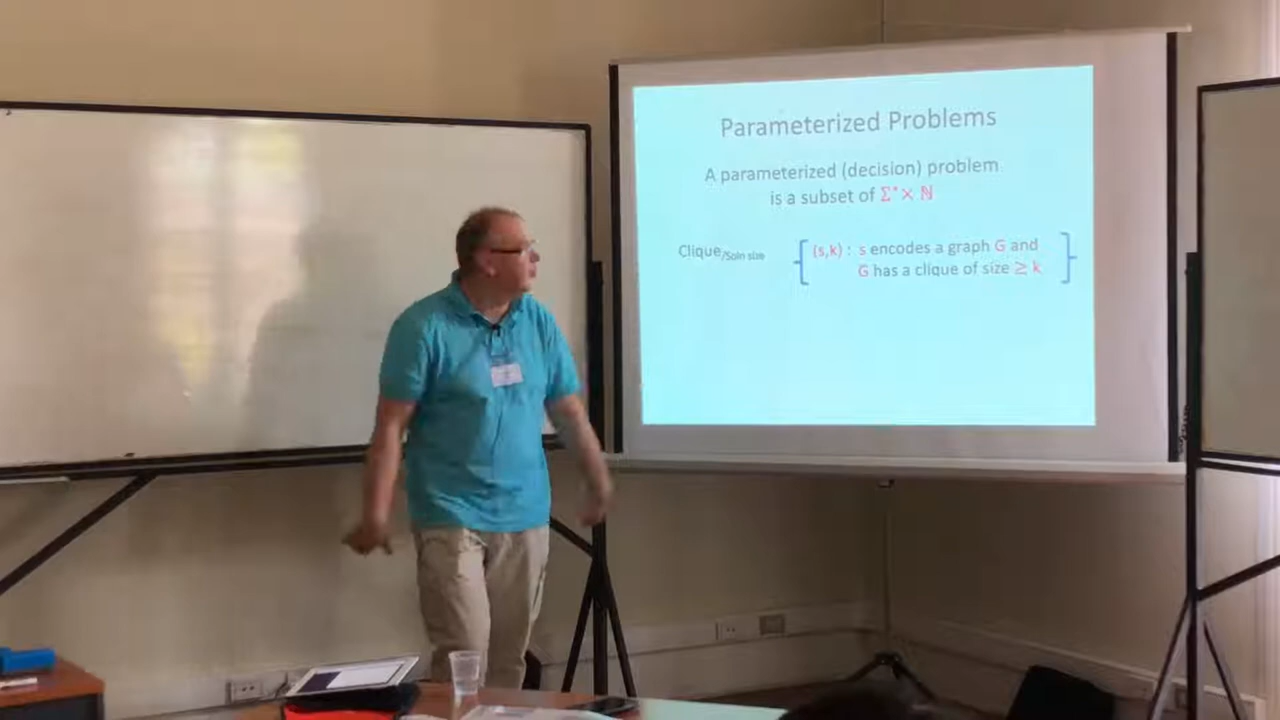 Parameterized Problems
A parameterized (decision) problem
is a subset of Σ* × ℕ
Clique/Soln size
(s,k) : s encodes a graph G and
G has a clique of size ≥ k